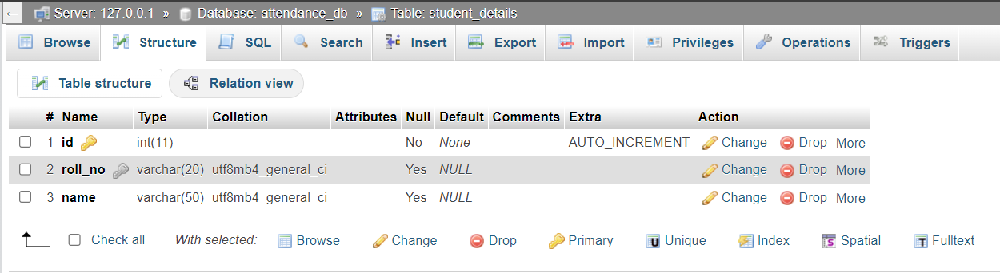 ← Server: 127.0.0.1 » Database: attendance_db » Table: student_details
Browse Structure SQL Search Insert Export Import Privileges Operations Triggers
Table structure Relation view
# Name Type Collation Attributes Null Default Comments Extra Action
1 id int(11) No None AUTO_INCREMENT Change Drop More
2 roll_no varchar(20) utf8mb4_general_ci Yes NULL Change Drop More
3 name varchar(50) utf8mb4_general_ci Yes NULL Change Drop More
Check all With selected: Browse Change Drop Primary Unique Index Spatial Fulltext